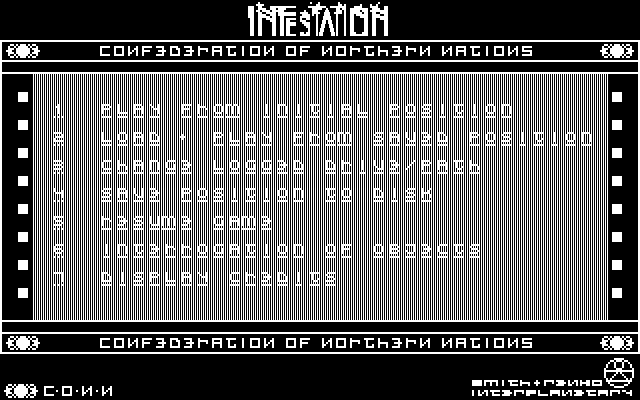 INFESTATION
CONFEDERATION OF NORTHERN NATIONS
1 PLAY FROM INITIAL POSITION
2 LOAD + PLAY FROM SAVED POSITION
3 CHANGE LOGGED DRIVE/PATH
4 SAVE POSITION TO DISK
5 RESUME GAME
6 INTERROGATION OF OBJECTS
7 DISPLAY CREDITS
CONFEDERATION OF NORTHERN NATIONS
C·O·N·N
INTERPLANETARY